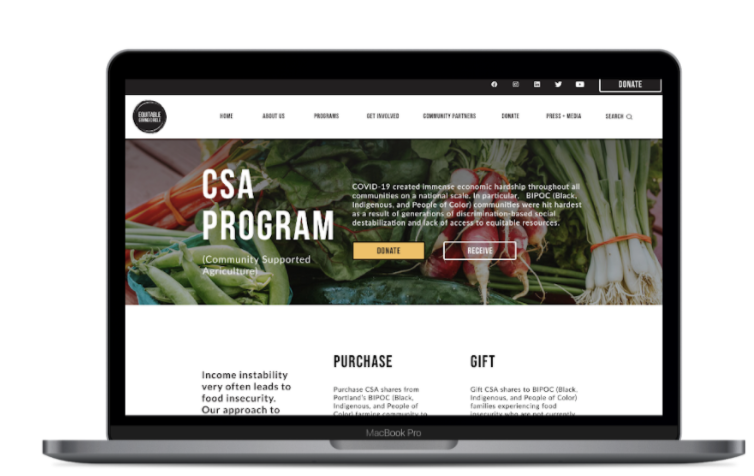 DONATE
EQUITABLE
HOME ABOUT US PROGRAMS GET INVOLVED COMMUNITY PARTNERS DONATE PRESS + MEDIA SEARCH
CSA
PROGRAM
(Community Supported
Agriculture)
COVID-19 created immense economic hardship throughout all
communities on a national scale. In particular, BIPOC (Black,
Indigenous, and People of Color) communities were hit hardest
as a result of generations of discrimination-based social
destabilization and lack of access to equitable resources.
DONATE RECEIVE
Income instability
very often leads to
food insecurity.
Our approach to
PURCHASE
Purchase CSA shares from
Portland's BIPOC (Black,
Indigenous, and People of
Color) farming community to
GIFT
Gift CSA shares to BIPOC (Black,
Indigenous, and People of Color)
families experiencing food
insecurity who are not currently
MacBook Pro